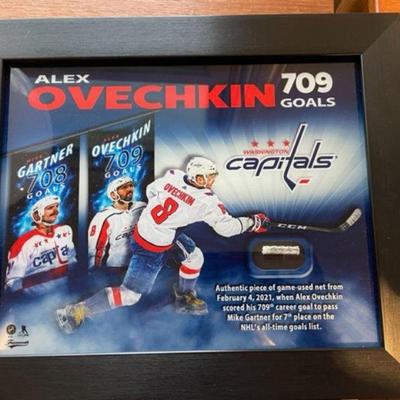 ALEX
OVECHKIN
709
GOALS
MIKE
GARTNER
708
GOALS
ALEX
OVECHKIN
709
GOALS
WASHINGTON
capitals
OVECHKIN
8
CCM
Authentic piece of game-used net from
February 4, 2021, when Alex Ovechkin
scored his 709th career goal to pass
Mike Gartner for 7th place on the
NHL's all-time goals list.